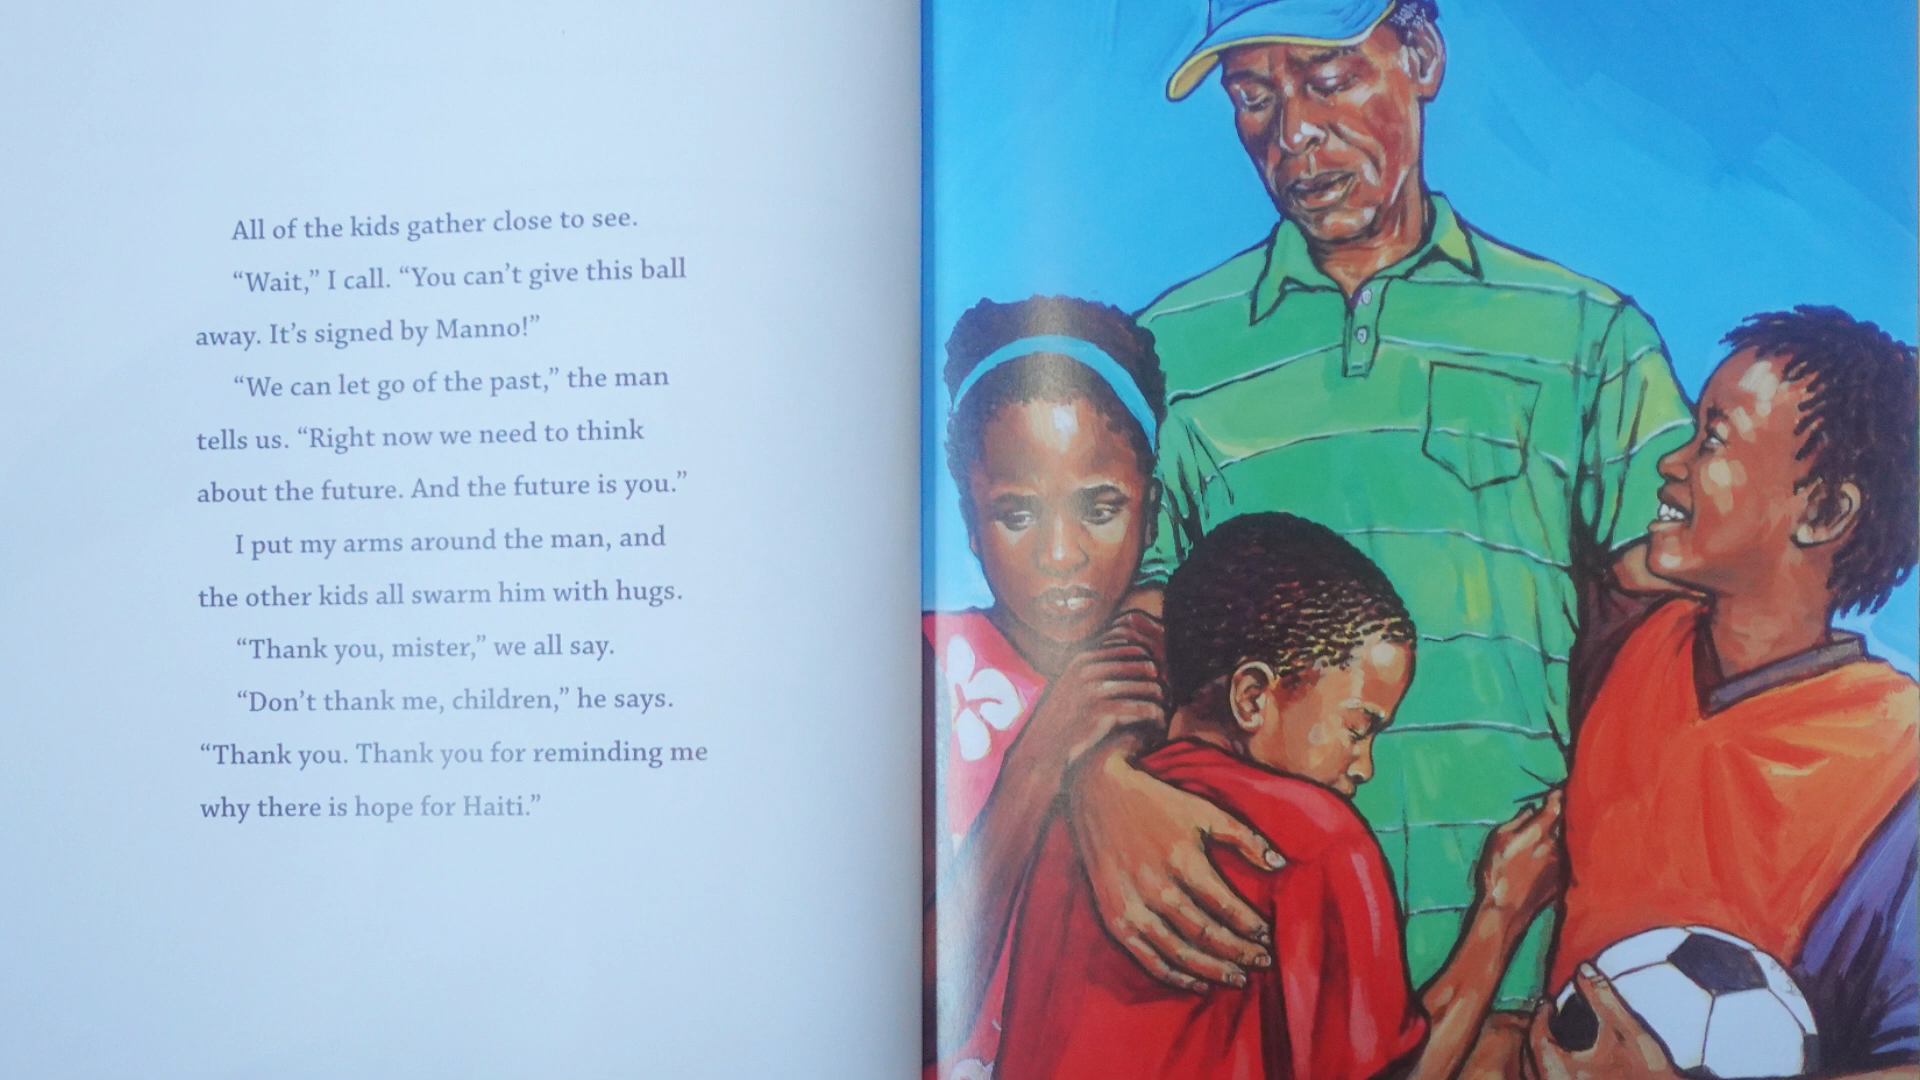 All of the kids gather close to see.
“Wait,” I call. “You can’t give this ball
away. It’s signed by Manno!”
“We can let go of the past,” the man
tells us. “Right now we need to think
about the future. And the future is you.”
I put my arms around the man, and
the other kids all swarm him with hugs.
“Thank you, mister,” we all say.
“Don’t thank me, children,” he says.
“Thank you. Thank you for reminding me
why there is hope for Haiti.”